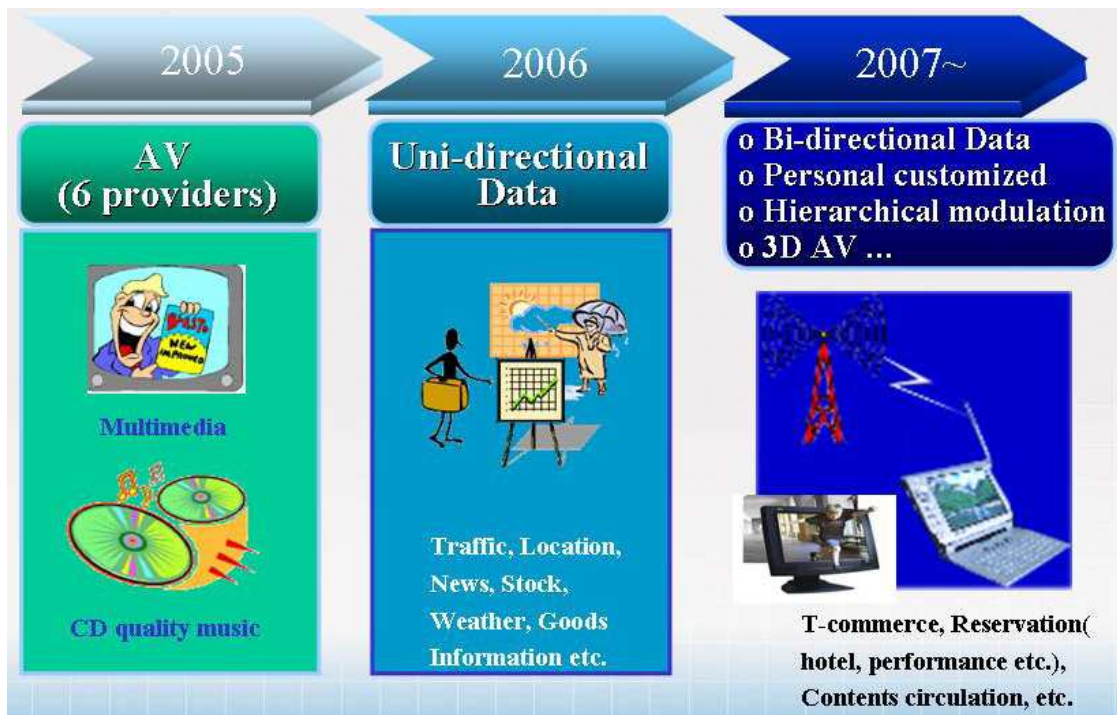 2005
2006
2007~
AV
(6 providers)
Uni-directional
Data
o Bi-directional Data
o Personal customized
o Hierarchical modulation
o 3D AV ...
NEW
IMPROVED
Multimedia
CD quality music
Traffic, Location,
News, Stock,
Weather, Goods
Information etc.
T-commerce, Reservation(
hotel, performance etc.),
Contents circulation, etc.